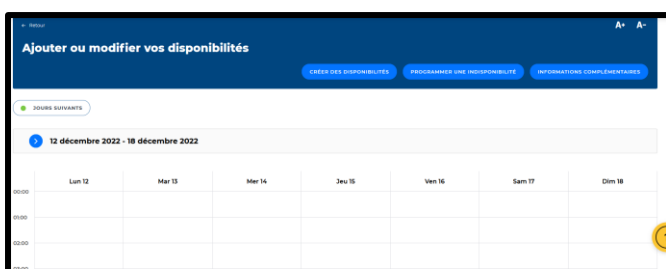 ← Retour A+ A-
Ajouter ou modifier vos disponibilités
CRÉER DES DISPONIBILITÉS PROGRAMMER UNE INDISPONIBILITÉ INFORMATIONS COMPLÉMENTAIRES
JOURS SUIVANTS
12 décembre 2022 - 18 décembre 2022
Lun 12 Mar 13 Mer 14 Jeu 15 Ven 16 Sam 17 Dim 18
00:00
01:00
02:00
03:00